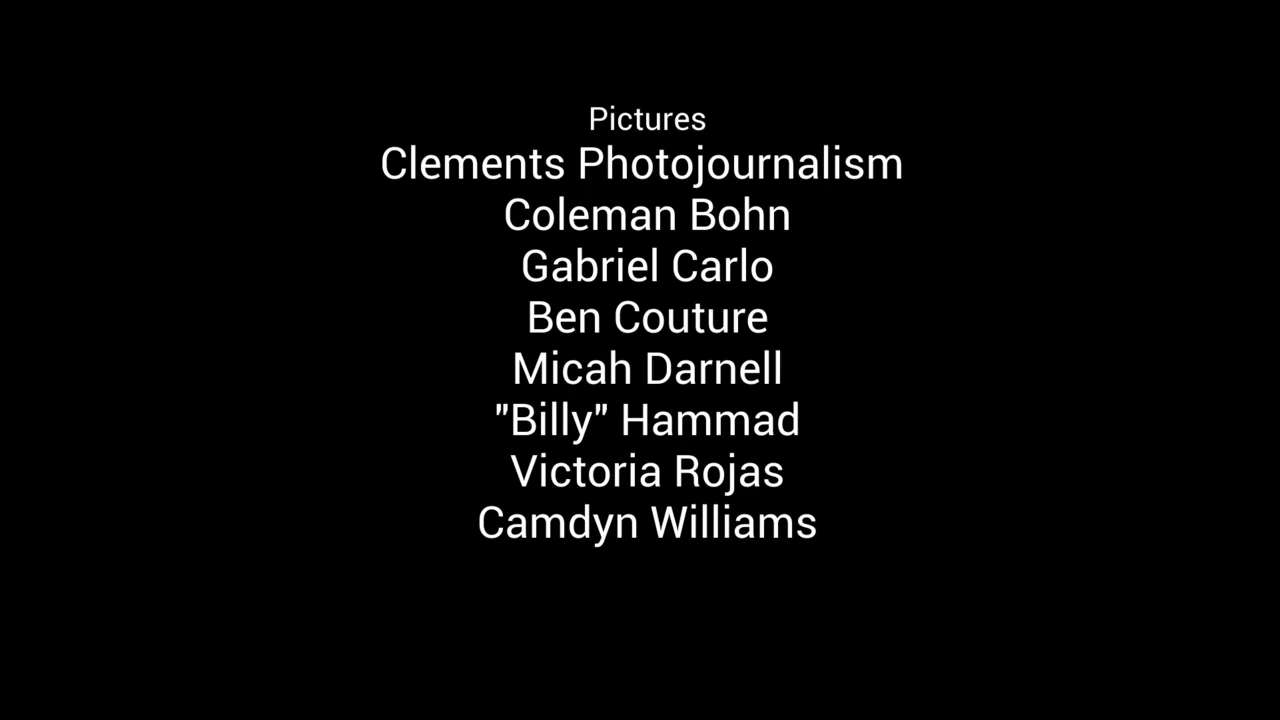 Pictures
Clements Photojournalism
Coleman Bohn
Gabriel Carlo
Ben Couture
Micah Darnell
"Billy" Hammad
Victoria Rojas
Camdyn Williams